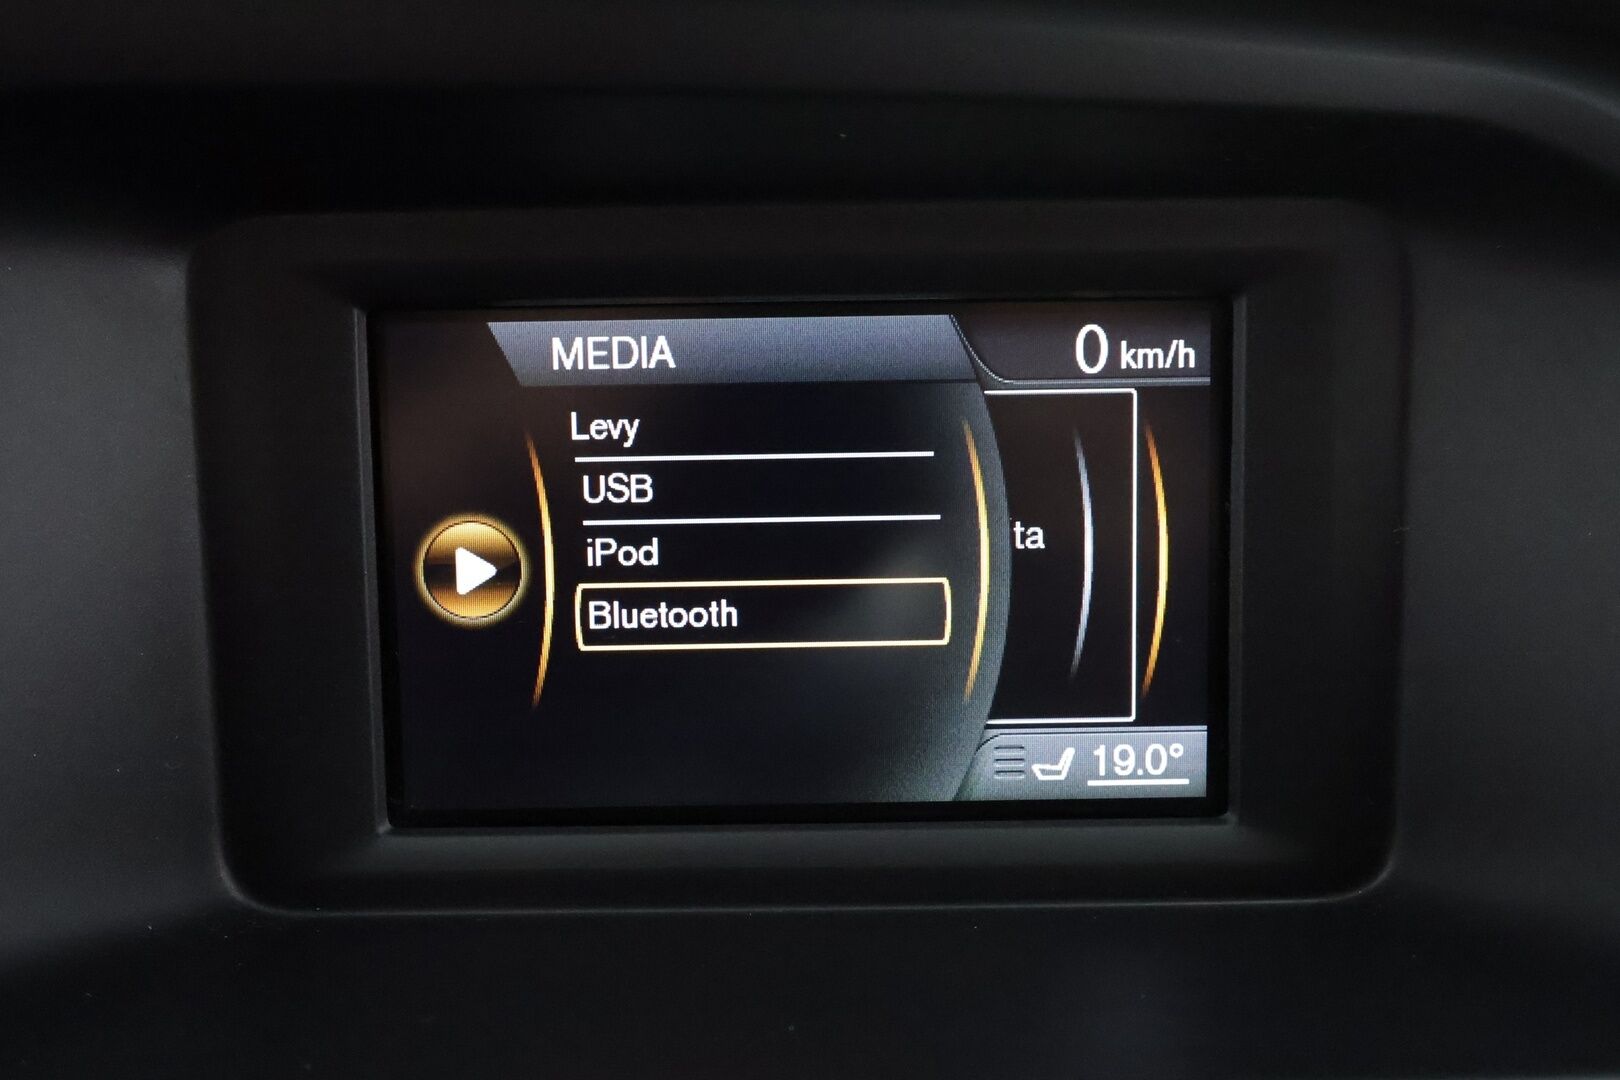 MEDIA
0 km/h
Levy
USB
iPod
ta
Bluetooth
19.0°